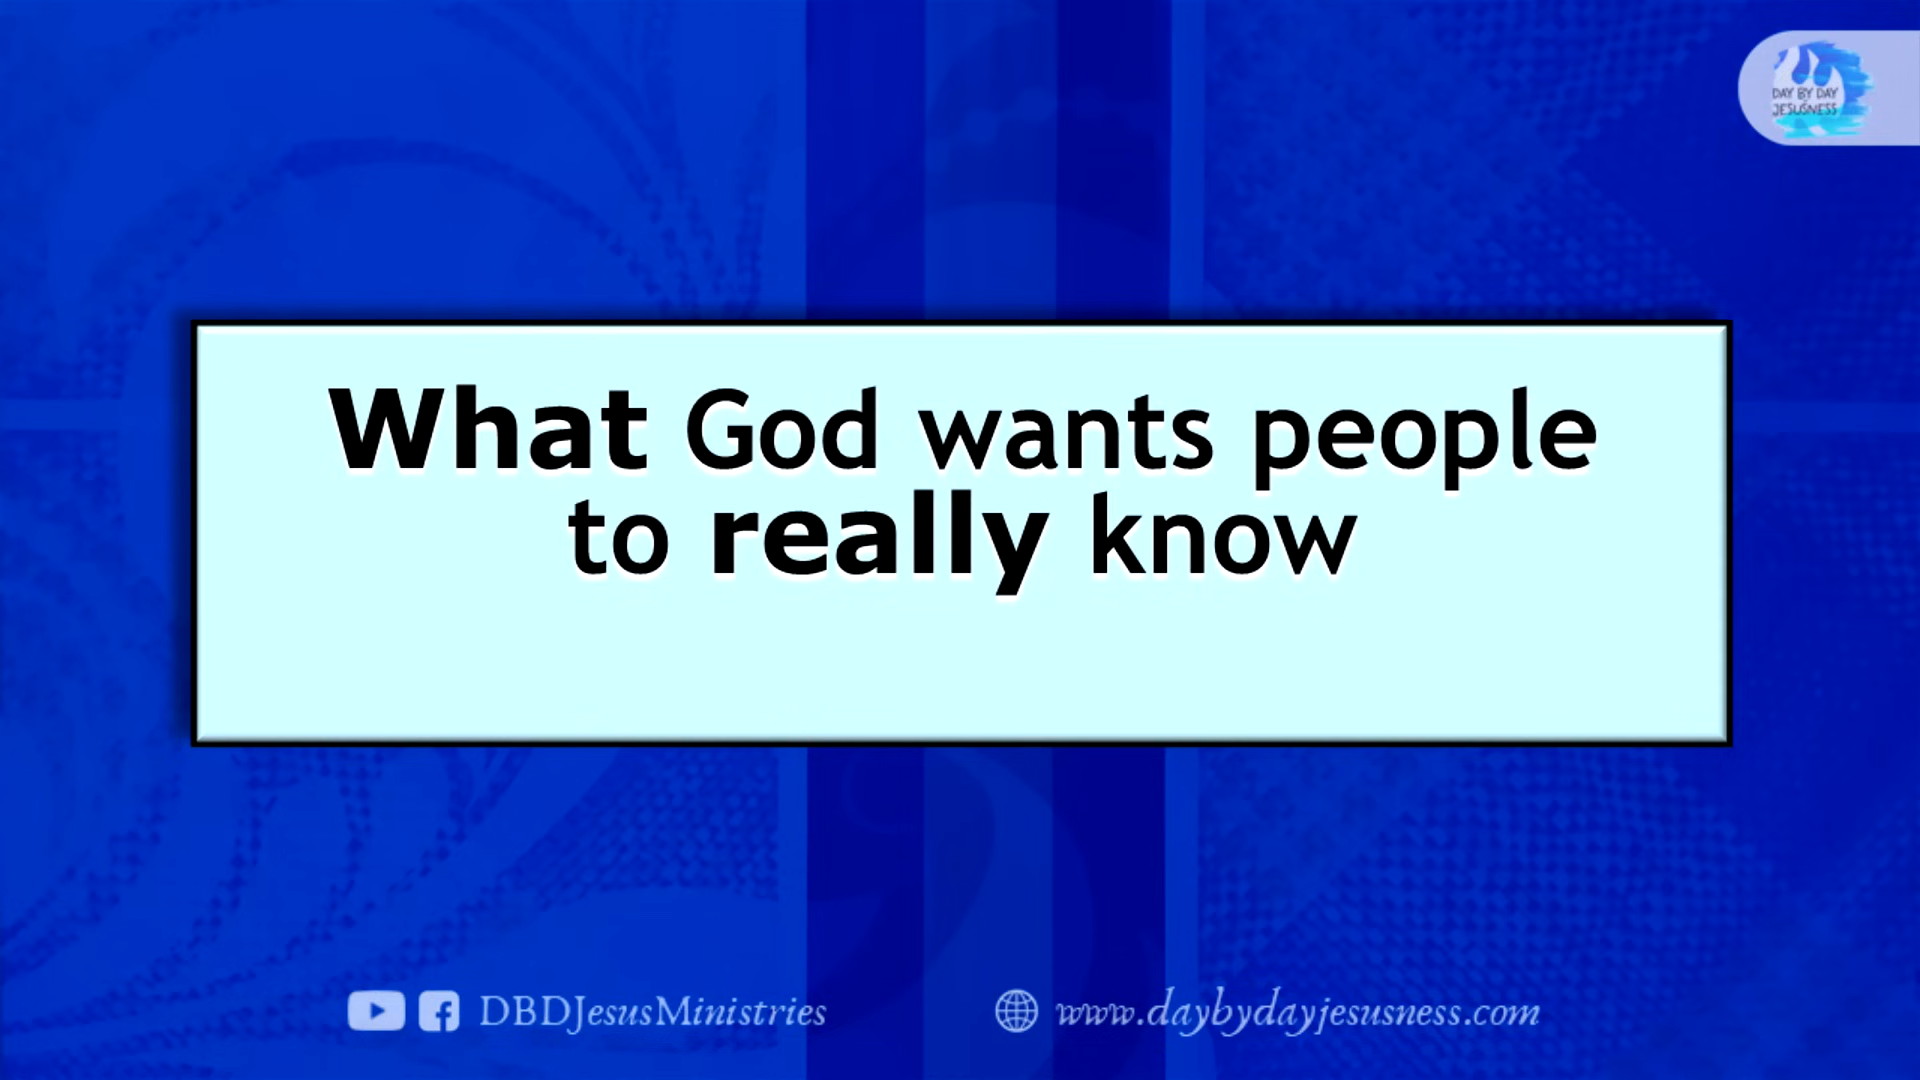 DAY BY DAY
JESUSNESS
What God wants people
to really know
DBDJesusMinistries
www.daybydayjesusness.com